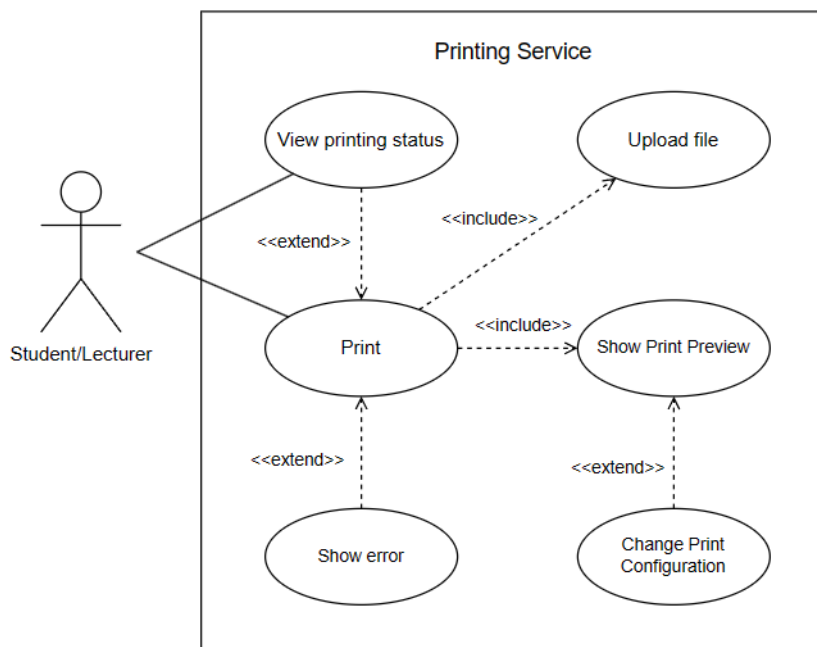 Printing Service
View printing status
Upload file
<<include>>
<<extend>>
Student/Lecturer
Print
<<include>>
Show Print Preview
<<extend>>
<<extend>>
Show error
Change Print
Configuration